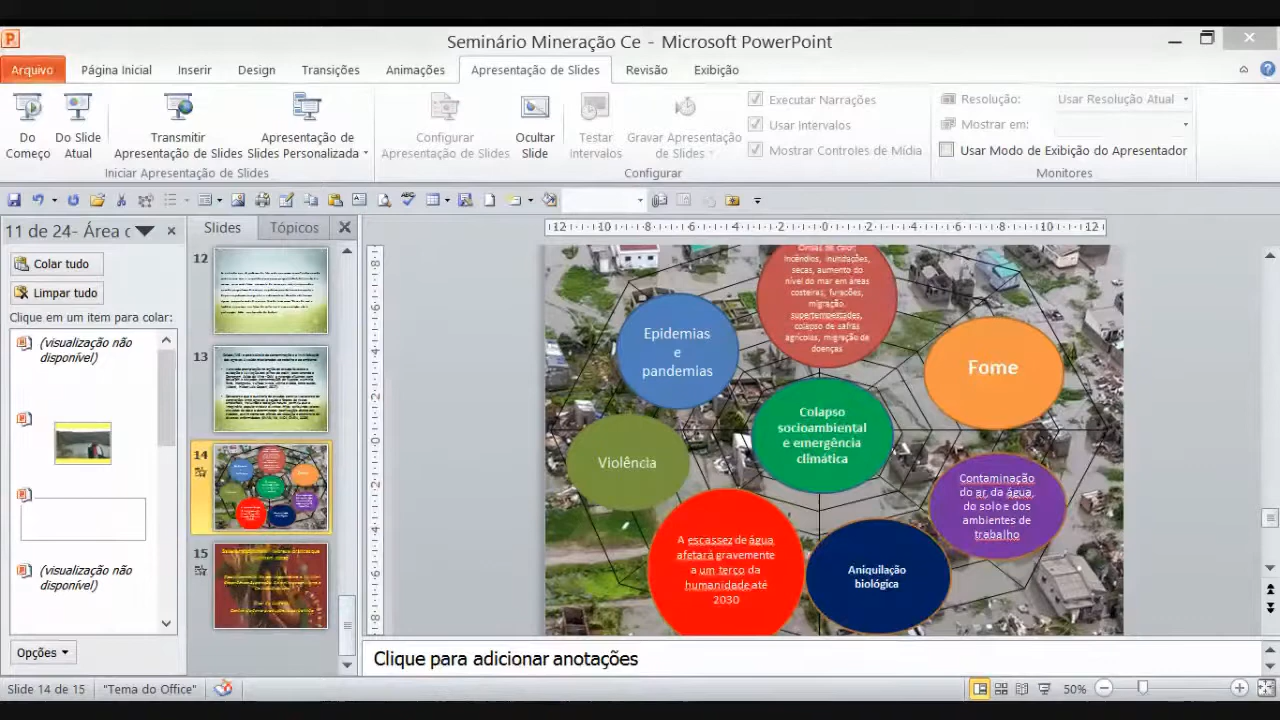 Seminário Mineração Ce - Microsoft PowerPoint
Arquivo
Página Inicial
Inserir
Design
Transições
Animações
Apresentação de Slides
Revisão
Exibição
Do Começo
Do Slide Atual
Transmitir Apresentação de Slides
Apresentação de Slides Personalizada
Iniciar Apresentação de Slides
Configurar Apresentação de Slides
Ocultar Slide
Testar Intervalos
Gravar Apresentação de Slides
Executar Narrações
Usar Intervalos
Mostrar Controles de Mídia
Configurar
Resolução:
Usar Resolução Atual
Mostrar em:
Usar Modo de Exibição do Apresentador
Monitores
11 de 24- Área
Colar tudo
Limpar tudo
Clique em um item para colar:
(visualização não
disponível)
(visualização não
disponível)
Opções
Slides
Tópicos
12
13
14
15
incêndios, inundações,
secas, aumento do
nível do mar em áreas
costeiras, furacões,
migração,
supertempestades,
colapso de safras
agrícolas, migração de
doenças
Epidemias
e
pandemias
Fome
Colapso
socioambiental
e emergência
climática
Violência
Contaminação
do ar, da água,
do solo e dos
ambientes de
trabalho
A escassez de água
afetará gravemente
a um terço da
humanidade até
2030
Aniquilação
biológica
Clique para adicionar anotações
Slide 14 de 15
"Tema do Office"
50%